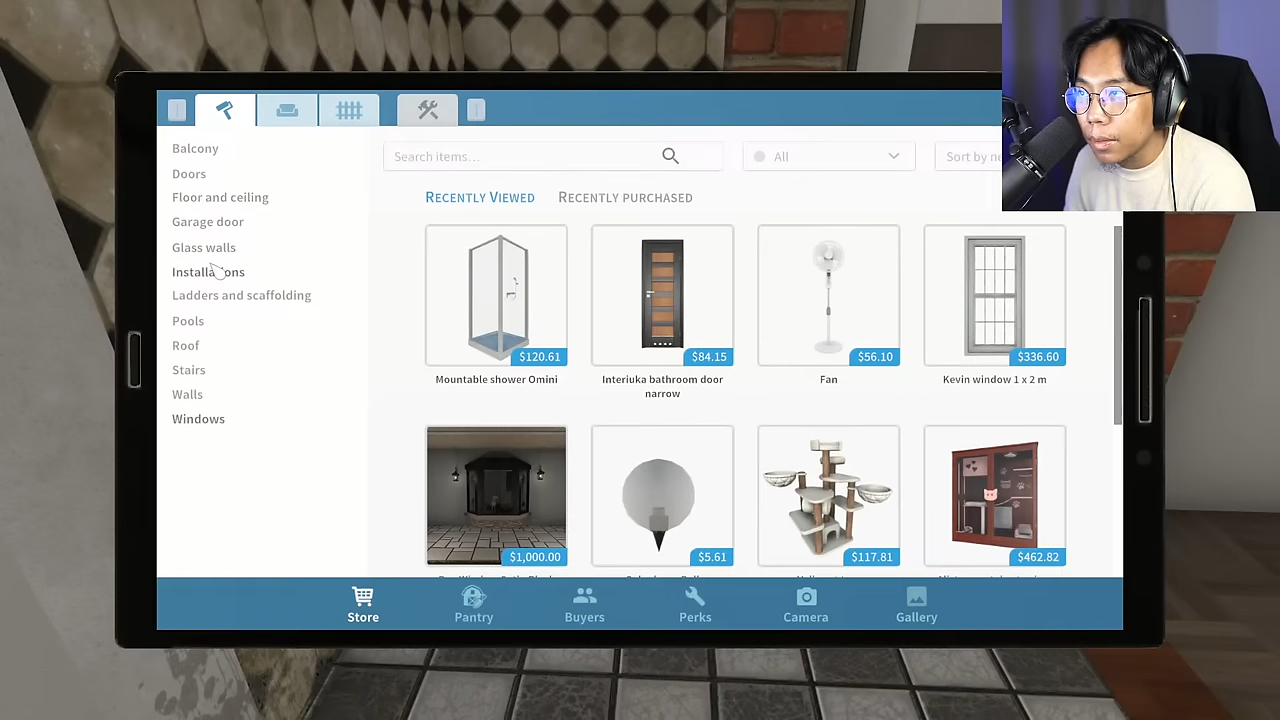 Balcony
Doors
Floor and ceiling
Garage door
Glass walls
Installations
Ladders and scaffolding
Pools
Roof
Stairs
Walls
Windows
Search items...
All
Sort by ne
RECENTLY VIEWED
RECENTLY PURCHASED
$120.61
$84.15
$56.10
$336.60
Mountable shower Omini
Interiuka bathroom door
narrow
Fan
Kevin window 1 x 2 m
$1,000.00
$5.61
$117.81
$462.82
Store
Pantry
Buyers
Perks
Camera
Gallery